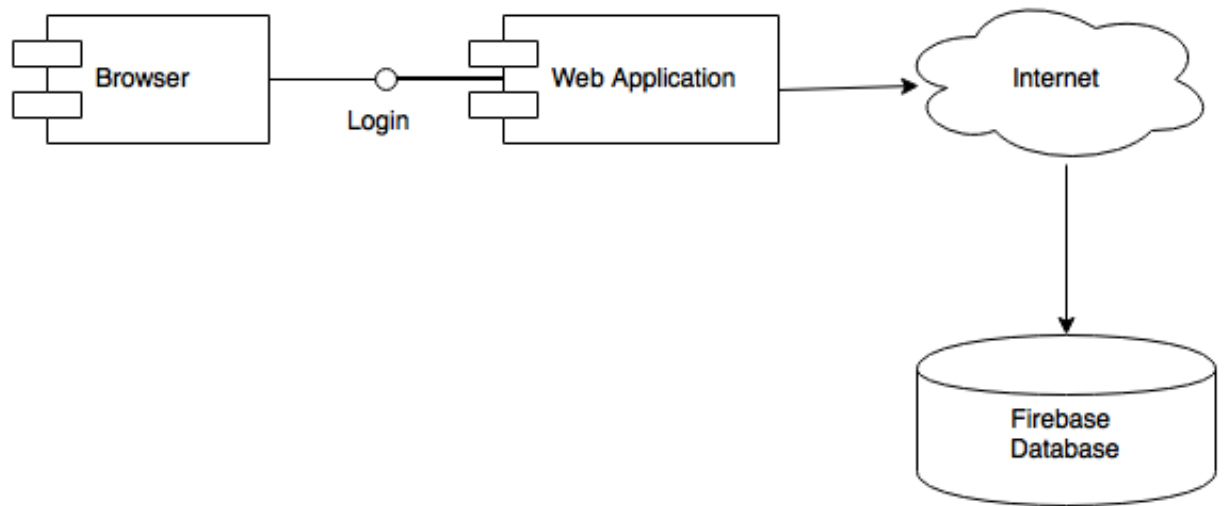 Browser
Login
Web Application
Internet
Firebase
Database